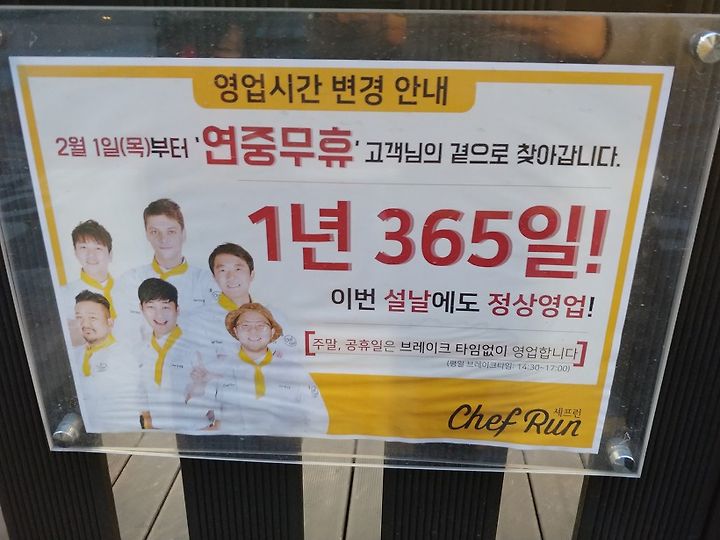 영업시간 변경 안내
2월 1일(목)부터 '연중무휴' 고객님의 곁으로 찾아갑니다.
1년 365일!
이번 설날에도 정상영업!
[주말, 공휴일은 브레이크 타임없이 영업합니다]
(평일 브레이크타임: 14:30~17:00)
셰프런
Chef Run